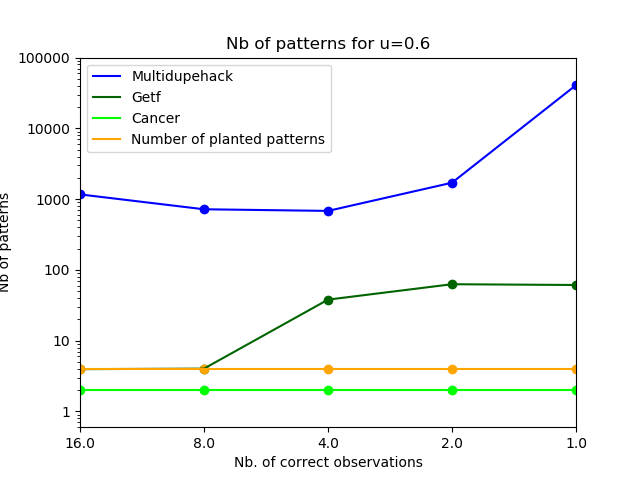 Nb of patterns for u=0.6
100000
10000
1000
100
10
1
Nb of patterns
Multidupehack
Getf
Cancer
Number of planted patterns
16.0 8.0 4.0 2.0 1.0
Nb. of correct observations